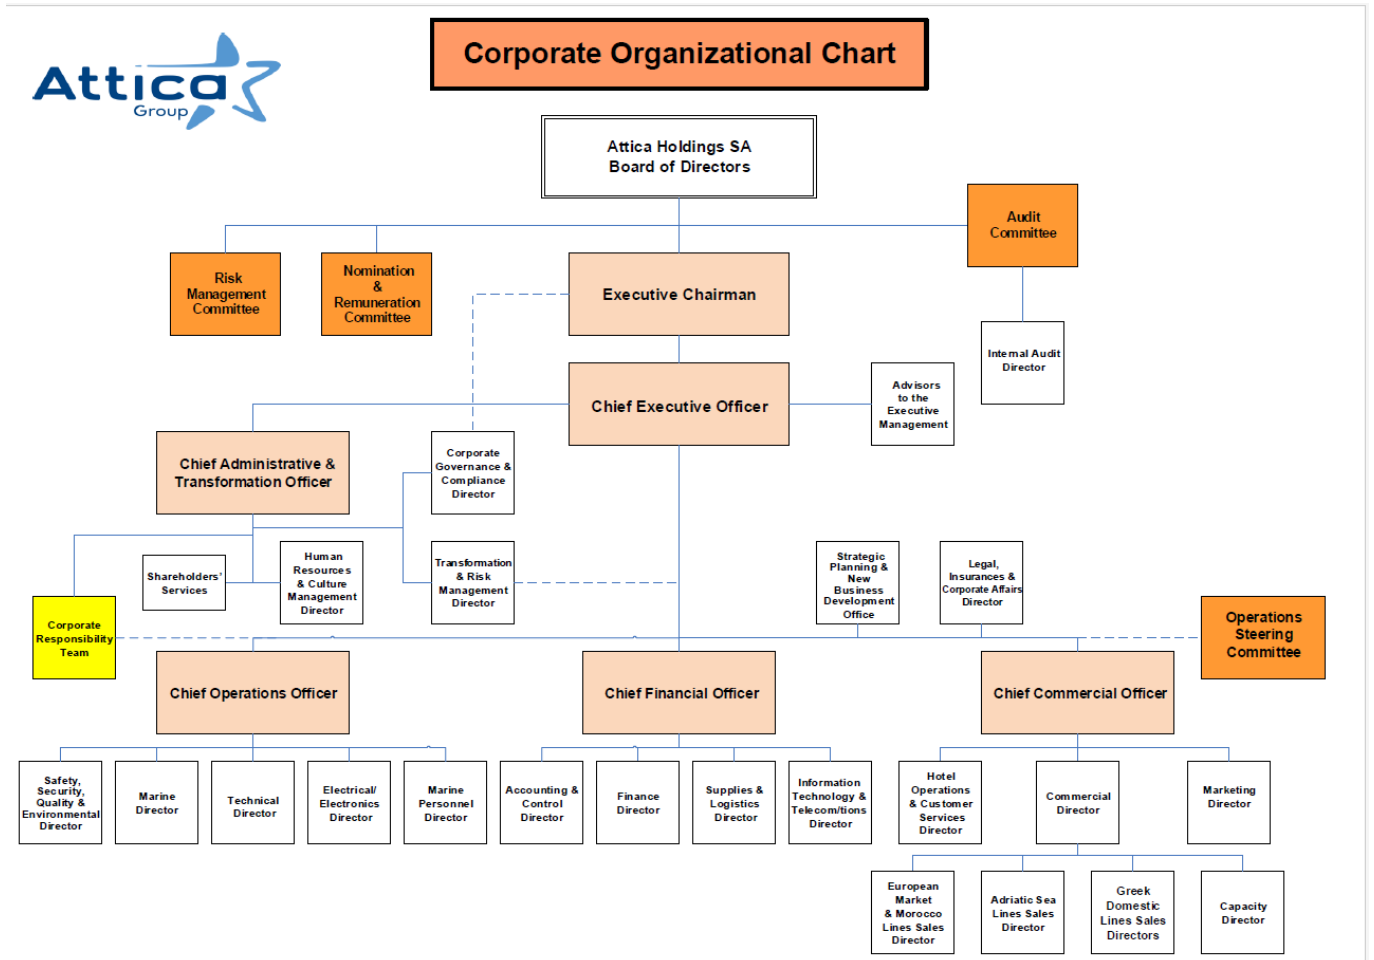 Corporate Organizational Chart
Attica
Group
Attica Holdings SA
Board of Directors
Audit
Committee
Risk
Management
Committee
Nomination
&
Remuneration
Committee
Executive Chairman
Internal Audit
Director
Chief Executive Officer
Advisors
to the
Executive
Management
Chief Administrative &
Transformation Officer
Corporate
Governance &
Compliance
Director
Shareholders'
Services
Human
Resources
& Culture
Management
Director
Transformation
& Risk
Management
Director
Strategic
Planning &
New
Business
Development
Office
Legal,
Insurances &
Corporate Affairs
Director
Corporate
Responsibility
Team
Operations
Steering
Committee
Chief Operations Officer
Chief Financial Officer
Chief Commercial Officer
Safety,
Security,
Quality &
Environmental
Director
Marine
Director
Technical
Director
Electrical/
Electronics
Director
Marine
Personnel
Director
Accounting &
Control
Director
Finance
Director
Supplies &
Logistics
Director
Information
Technology &
Telecom/tions
Director
Hotel
Operations
& Customer
Services
Director
Commercial
Director
Marketing
Director
European
Market
& Morocco
Lines Sales
Director
Adriatic Sea
Lines Sales
Director
Greek
Domestic
Lines Sales
Directors
Capacity
Director